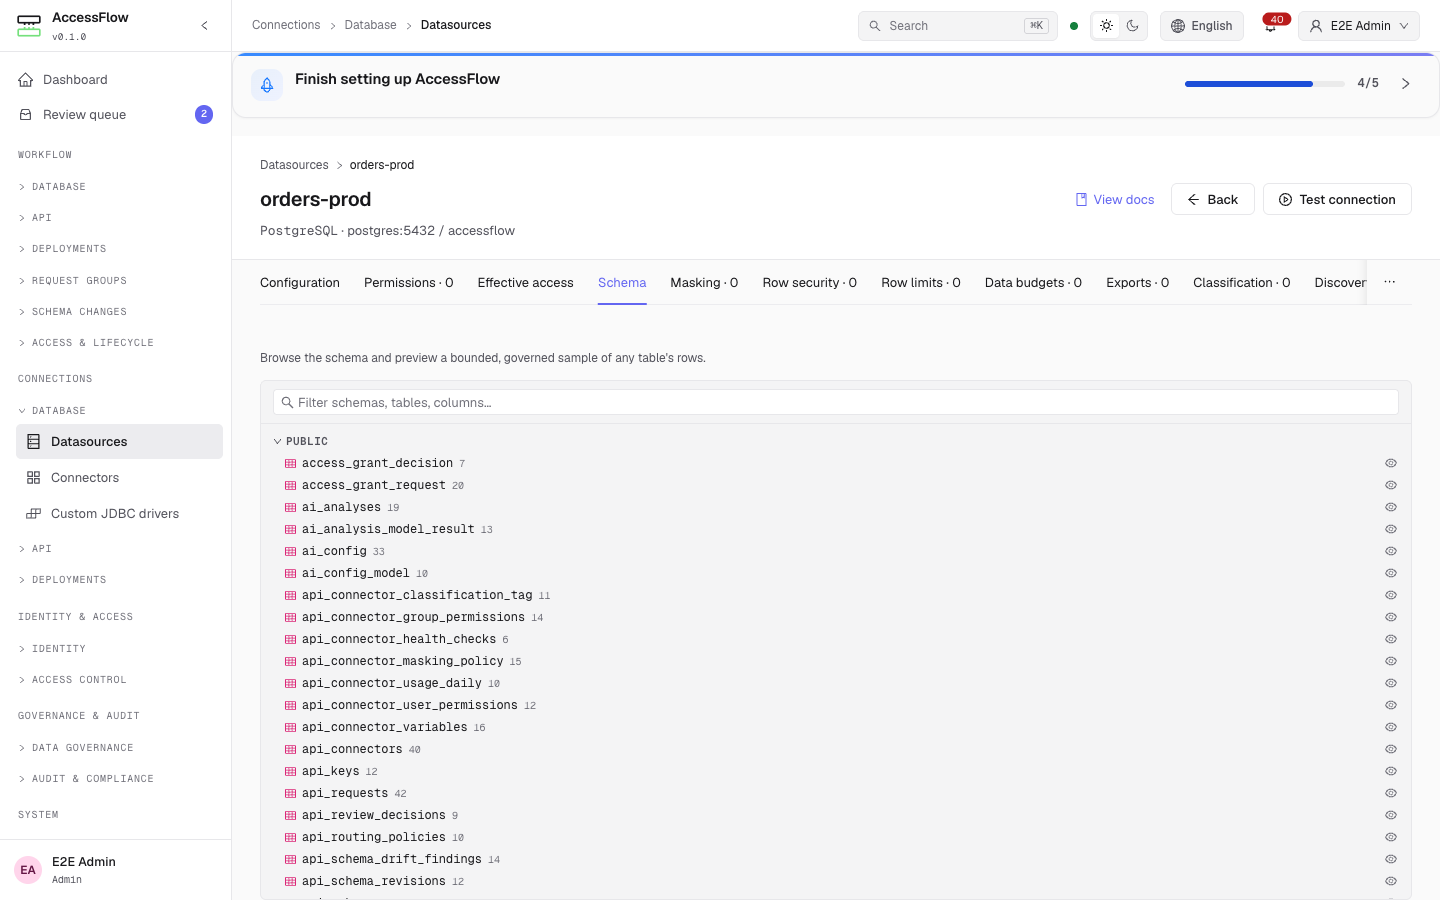 AccessFlow
v0.1.0
Connections > Database > Datasources
Search ⌘K
English
40
E2E Admin
Dashboard
Review queue 2
WORKFLOW
DATABASE
API
DEPLOYMENTS
REQUEST GROUPS
SCHEMA CHANGES
ACCESS & LIFECYCLE
CONNECTIONS
DATABASE
Datasources
Connectors
Custom JDBC drivers
API
DEPLOYMENTS
IDENTITY & ACCESS
IDENTITY
ACCESS CONTROL
GOVERNANCE & AUDIT
DATA GOVERNANCE
AUDIT & COMPLIANCE
SYSTEM
EA
E2E Admin
Admin
Finish setting up AccessFlow
4/5
Datasources > orders-prod
orders-prod
View docs
Back
Test connection
PostgreSQL · postgres:5432 / accessflow
Configuration Permissions · 0 Effective access Schema Masking · 0 Row security · 0 Row limits · 0 Data budgets · 0 Exports · 0 Classification · 0 Discover ···
Browse the schema and preview a bounded, governed sample of any table's rows.
Filter schemas, tables, columns...
PUBLIC
access_grant_decision 7
access_grant_request 20
ai_analyses 19
ai_analysis_model_result 13
ai_config 33
ai_config_model 10
api_connector_classification_tag 11
api_connector_group_permissions 14
api_connector_health_checks 6
api_connector_masking_policy 15
api_connector_usage_daily 10
api_connector_user_permissions 12
api_connector_variables 16
api_connectors 40
api_keys 12
api_requests 42
api_review_decisions 9
api_routing_policies 10
api_schema_drift_findings 14
api_schema_revisions 12